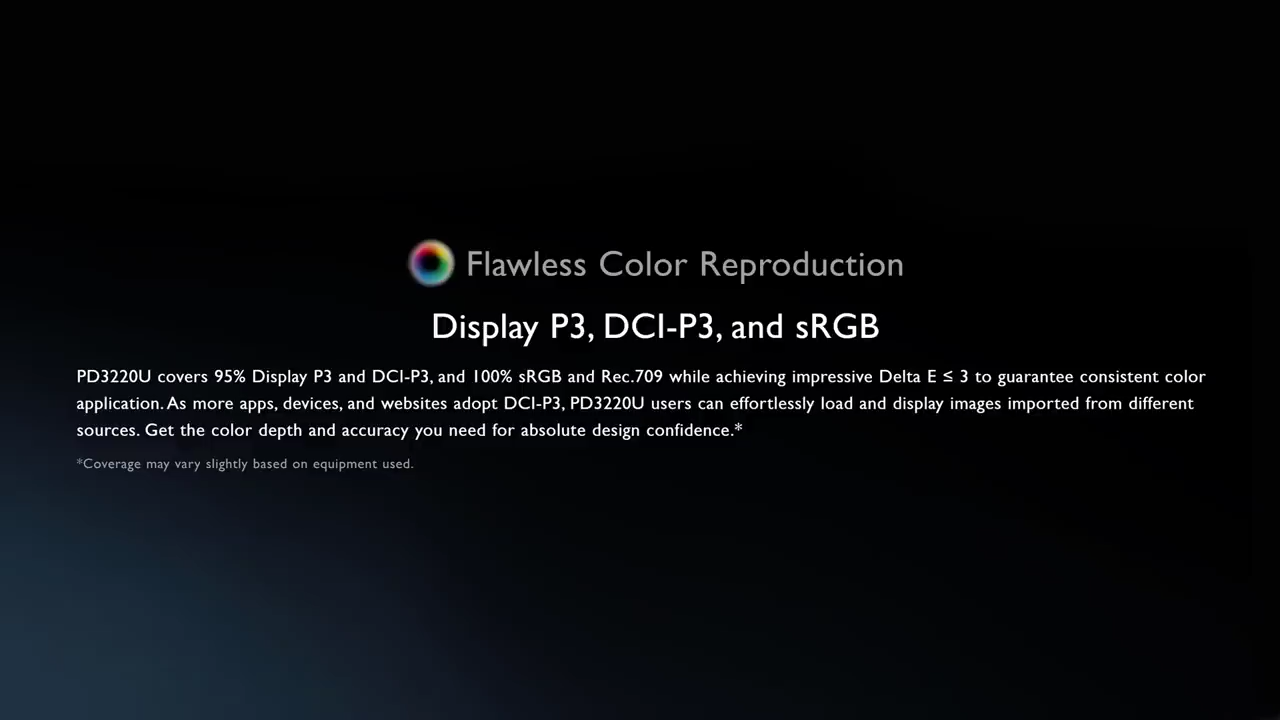 Flawless Color Reproduction
Display P3, DCI-P3, and sRGB
PD3220U covers 95% Display P3 and DCI-P3, and 100% sRGB and Rec.709 while achieving impressive Delta E ≤ 3 to guarantee consistent color
application. As more apps, devices, and websites adopt DCI-P3, PD3220U users can effortlessly load and display images imported from different
sources. Get the color depth and accuracy you need for absolute design confidence.*
*Coverage may vary slightly based on equipment used.